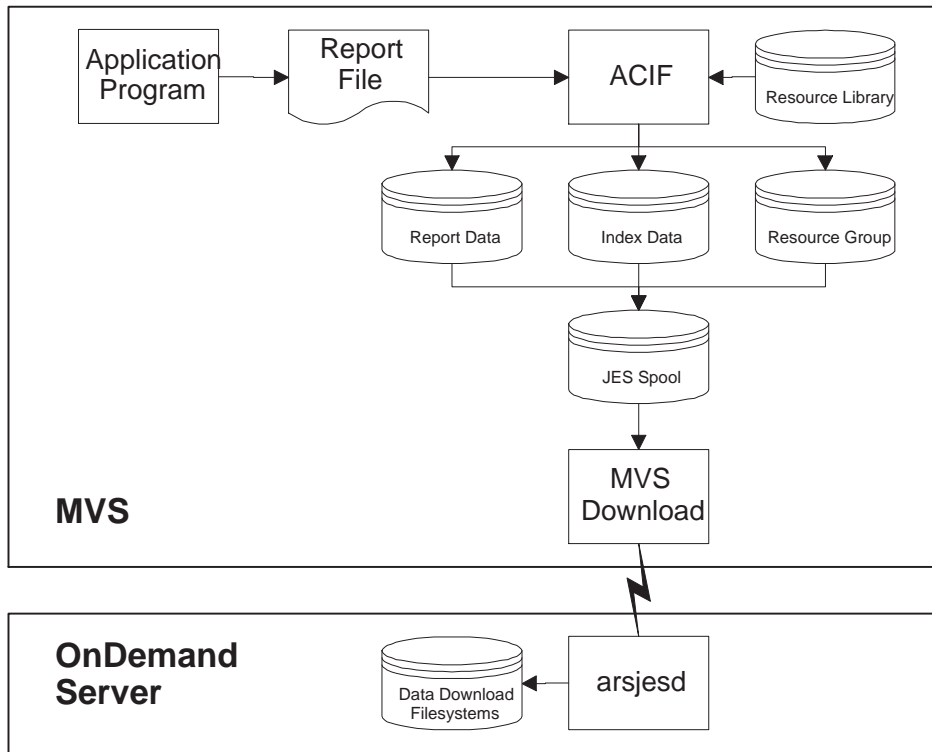 Application
Program
Report
File
ACIF
Resource Library
Report Data
Index Data
Resource Group
JES Spool
MVS
Download
MVS
OnDemand
Server
Data Download
Filesystems
arsjesd